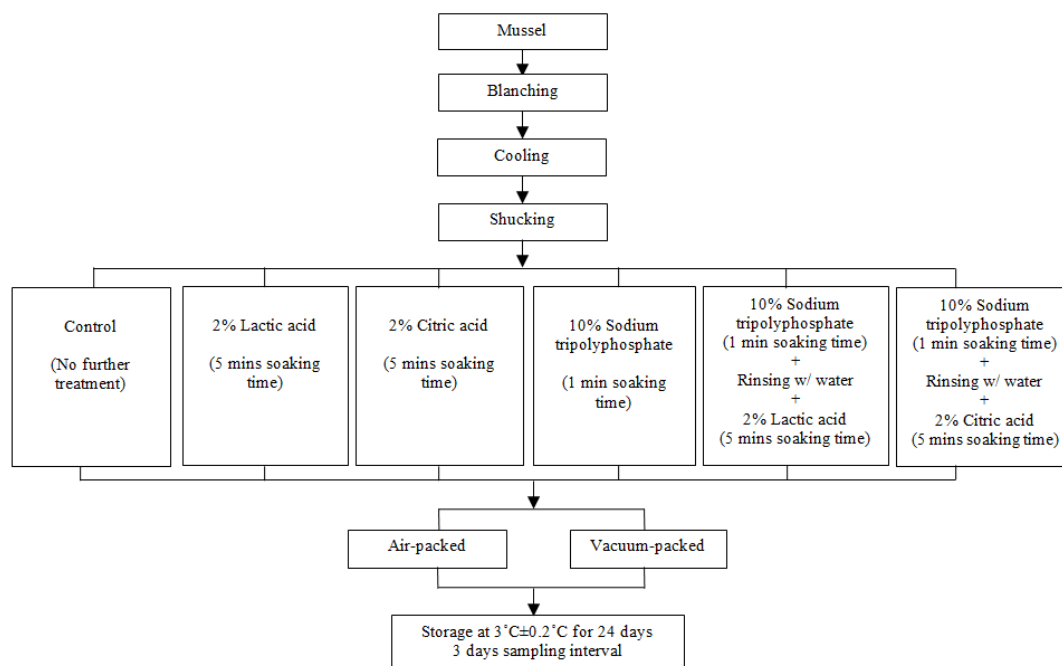 Mussel
Blanching
Cooling
Shucking
Control
(No further
treatment)
2% Lactic acid
(5 mins soaking
time)
2% Citric acid
(5 mins soaking
time)
10% Sodium
tripolyphosphate
(1 min soaking
time)
10% Sodium
tripolyphosphate
(1 min soaking time)
+
Rinsing w/ water
+
2% Lactic acid
(5 mins soaking time)
10% Sodium
tripolyphosphate
(1 min soaking time)
+
Rinsing w/ water
+
2% Citric acid
(5 mins soaking time)
Air-packed
Vacuum-packed
Storage at 3˚C±0.2˚C for 24 days
3 days sampling interval